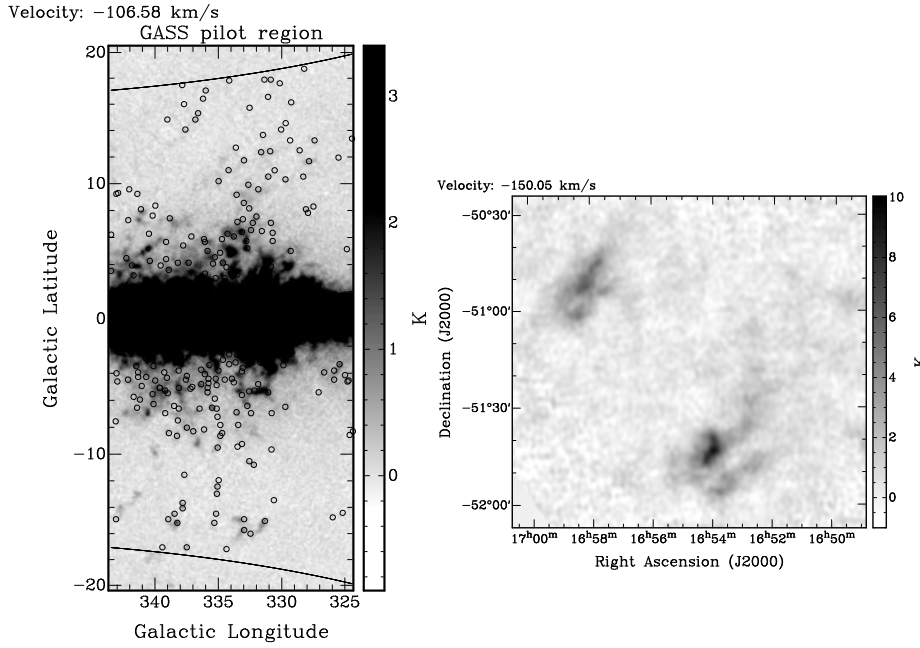 Velocity: −106.58 km/s
GASS pilot region
20
10
0
−10
−20
340
335
330
325
Galactic Latitude
Galactic Longitude
3
2
1
0
K
Velocity: −150.05 km/s
−50°30′
−51°00′
−51°30′
−52°00′
17ʰ00ᵐ
16ʰ58ᵐ
16ʰ56ᵐ
16ʰ54ᵐ
16ʰ52ᵐ
16ʰ50ᵐ
Declination (J2000)
Right Ascension (J2000)
10
8
6
4
2
0
K